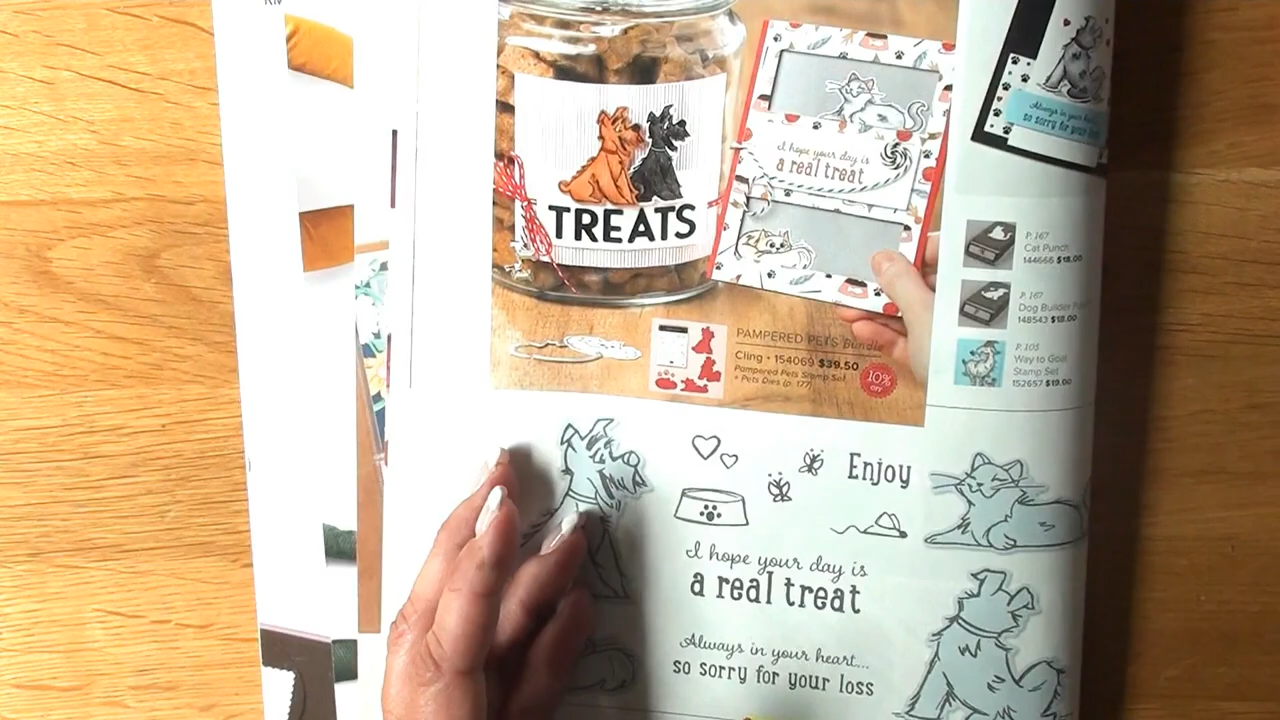 TREATS
I hope your day is
a real treat
Always in your heart...
so sorry for your loss
P. 167
Cat Punch
144666 $18.00
P. 167
Dog Builder
148543 $18.00
P. 105
Way to Goat
Stamp Set
152657 $19.00
PAMPERED PETS Bundle
Cling • 154069 $39.50
Pampered Pets Stamp Set
+ Pets Dies (p. 177)
10%
OFF
Enjoy
I hope your day is
a real treat
Always in your heart...
so sorry for your loss